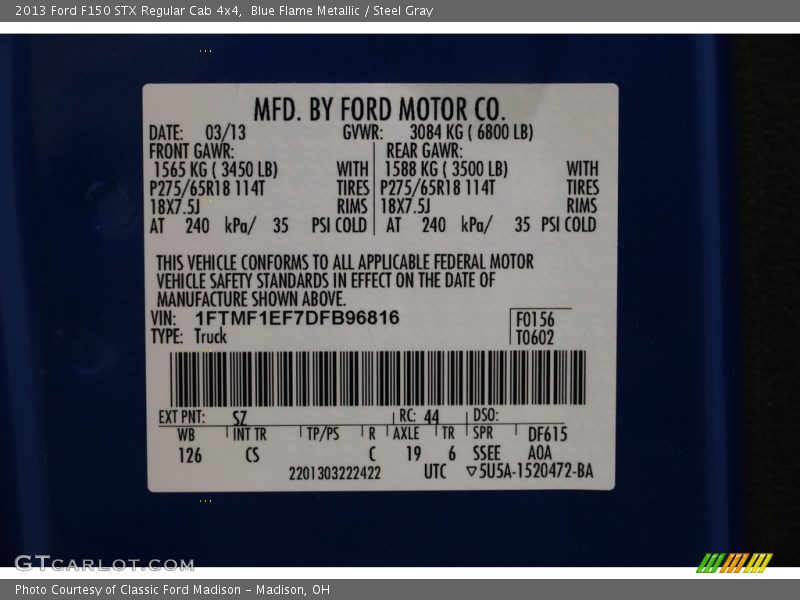 2013 Ford F150 STX Regular Cab 4x4,  Blue Flame Metallic / Steel Gray
MFD. BY FORD MOTOR CO.
DATE: 03/13 GVWR: 3084 KG ( 6800 LB)
FRONT GAWR: REAR GAWR:
1565 KG ( 3450 LB) WITH 1588 KG ( 3500 LB) WITH
P275/65R18 114T TIRES P275/65R18 114T TIRES
18X7.5J RIMS 18X7.5J RIMS
AT 240 kPa/ 35 PSI COLD AT 240 kPa/ 35 PSI COLD
THIS VEHICLE CONFORMS TO ALL APPLICABLE FEDERAL MOTOR
VEHICLE SAFETY STANDARDS IN EFFECT ON THE DATE OF
MANUFACTURE SHOWN ABOVE.
VIN: 1FTMF1EF7DFB96816 F0156
TYPE: Truck T0602
EXT PNT: SZ RC: 44 DSO:
WB INT TR TP/PS R AXLE TR SPR DF615
126 CS C 19 6 SSEE A0A
2201303222422 UTC ▽5U5A-1520472-BA
GTCARLOT.COM
Photo Courtesy of Classic Ford Madison - Madison, OH